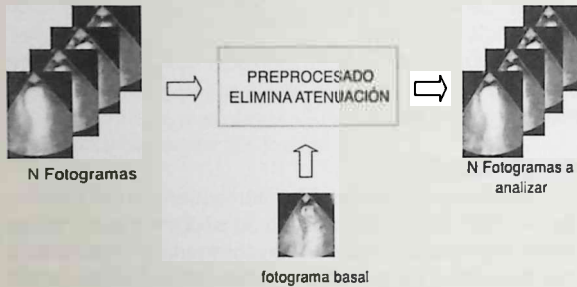 PREPROCESADO
ELIMINA ATENUACIÓN
N Fotogramas
N Fotogramas a
analizar
fotograma basal